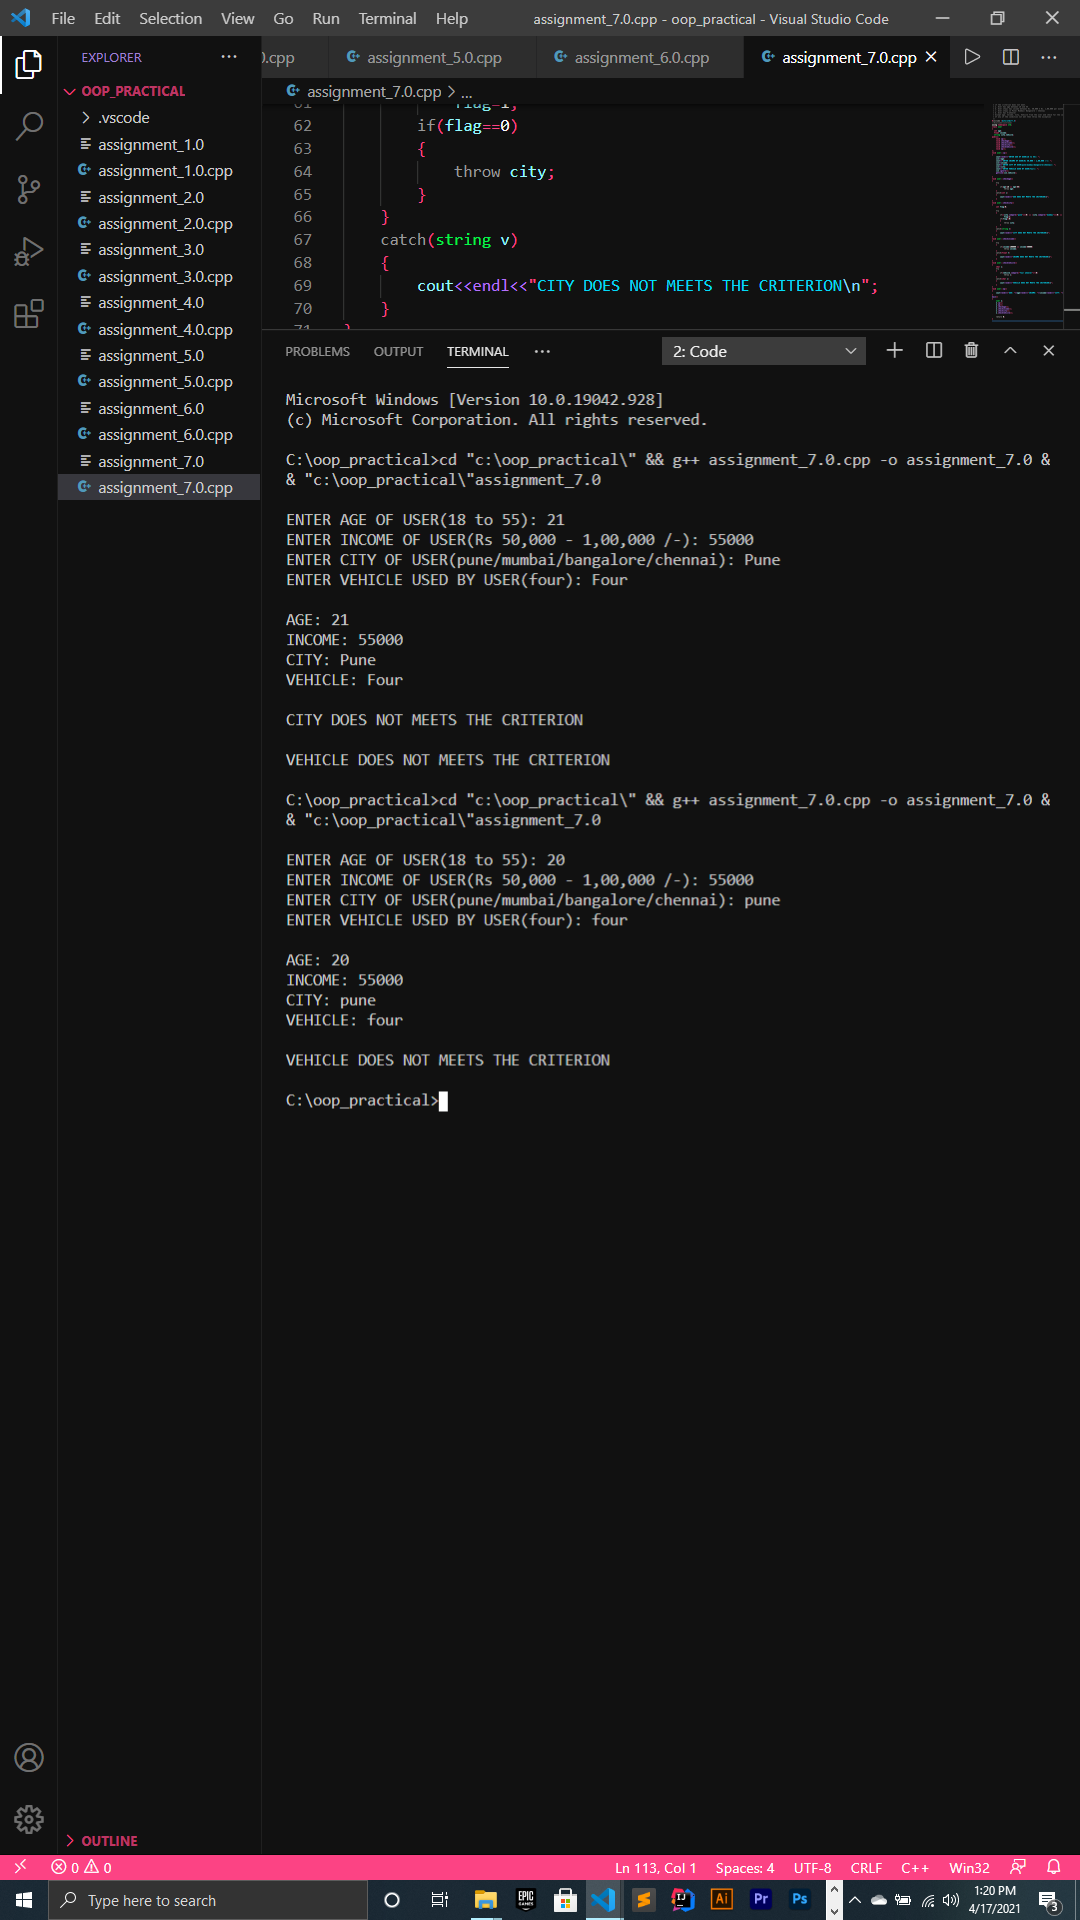 File Edit Selection View Go Run Terminal Help assignment_7.0.cpp - oop_practical - Visual Studio Code
EXPLORER
.cpp assignment_5.0.cpp assignment_6.0.cpp assignment_7.0.cpp
OOP_PRACTICAL
.vscode
assignment_1.0
assignment_1.0.cpp
assignment_2.0
assignment_2.0.cpp
assignment_3.0
assignment_3.0.cpp
assignment_4.0
assignment_4.0.cpp
assignment_5.0
assignment_5.0.cpp
assignment_6.0
assignment_6.0.cpp
assignment_7.0
assignment_7.0.cpp
assignment_7.0.cpp > ...
61 flag=1;
62 if(flag==0)
63 {
64 throw city;
65 }
66 }
67 catch(string v)
68 {
69 cout<<endl<<"CITY DOES NOT MEETS THE CRITERION\n";
70 }
71 }
PROBLEMS OUTPUT TERMINAL ... 2: Code
Microsoft Windows [Version 10.0.19042.928]
(c) Microsoft Corporation. All rights reserved.
C:\oop_practical>cd "c:\oop_practical\" && g++ assignment_7.0.cpp -o assignment_7.0 &
& "c:\oop_practical\"assignment_7.0
ENTER AGE OF USER(18 to 55): 21
ENTER INCOME OF USER(Rs 50,000 - 1,00,000 /-): 55000
ENTER CITY OF USER(pune/mumbai/bangalore/chennai): Pune
ENTER VEHICLE USED BY USER(four): Four
AGE: 21
INCOME: 55000
CITY: Pune
VEHICLE: Four
CITY DOES NOT MEETS THE CRITERION
VEHICLE DOES NOT MEETS THE CRITERION
C:\oop_practical>cd "c:\oop_practical\" && g++ assignment_7.0.cpp -o assignment_7.0 &
& "c:\oop_practical\"assignment_7.0
ENTER AGE OF USER(18 to 55): 20
ENTER INCOME OF USER(Rs 50,000 - 1,00,000 /-): 55000
ENTER CITY OF USER(pune/mumbai/bangalore/chennai): pune
ENTER VEHICLE USED BY USER(four): four
AGE: 20
INCOME: 55000
CITY: pune
VEHICLE: four
VEHICLE DOES NOT MEETS THE CRITERION
C:\oop_practical>
OUTLINE
0 0 Ln 113, Col 1 Spaces: 4 UTF-8 CRLF C++ Win32
Type here to search EPIC GAMES IJ Ai Pr Ps 1:20 PM
4/17/2021 3